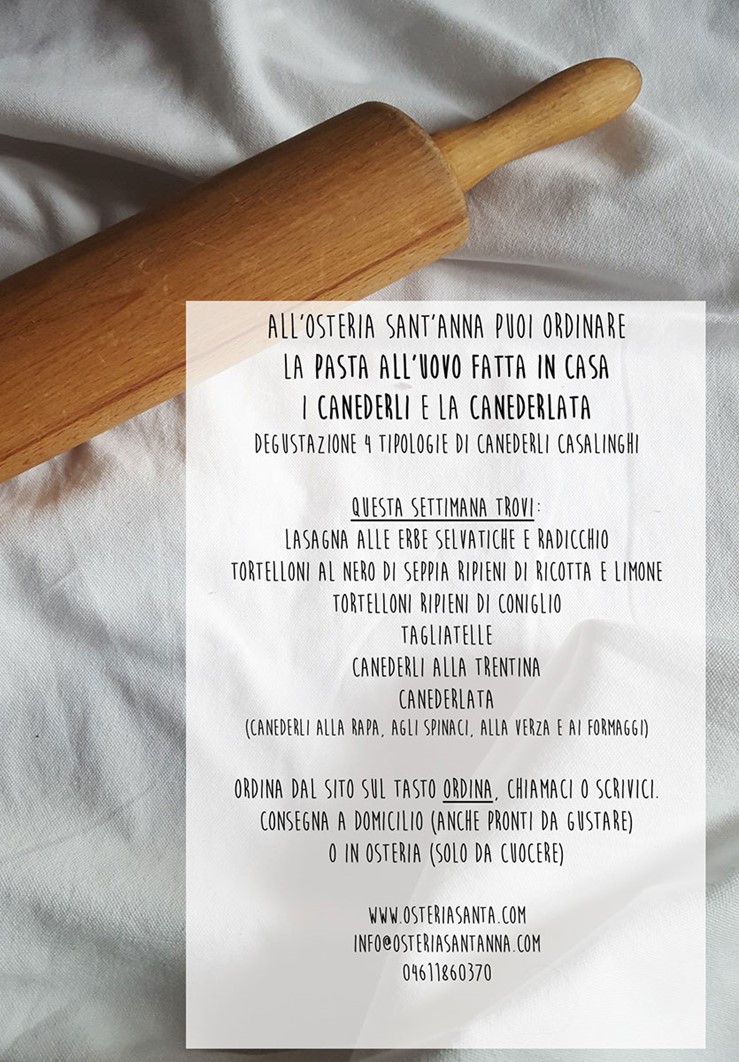 ALL'OSTERIA SANT'ANNA PUOI ORDINARE
LA PASTA ALL'UOVO FATTA IN CASA
I CANEDERLI E LA CANEDERLATA
DEGUSTAZIONE 4 TIPOLOGIE DI CANEDERLI CASALINGHI
QUESTA SETTIMANA TROVI:
LASAGNA ALLE ERBE SELVATICHE E RADICCHIO
TORTELLONI AL NERO DI SEPPIA RIPIENI DI RICOTTA E LIMONE
TORTELLONI RIPIENI DI CONIGLIO
TAGLIATELLE
CANEDERLI ALLA TRENTINA
CANEDERLATA
(CANEDERLI ALLA RAPA, AGLI SPINACI, ALLA VERZA E AI FORMAGGI)
ORDINA DAL SITO SUL TASTO ORDINA, CHIAMACI O SCRIVICI.
CONSEGNA A DOMICILIO (ANCHE PRONTI DA GUSTARE)
O IN OSTERIA (SOLO DA CUOCERE)
WWW.OSTERIASANTA.COM
INFO@OSTERIASANTANNA.COM
04611860370